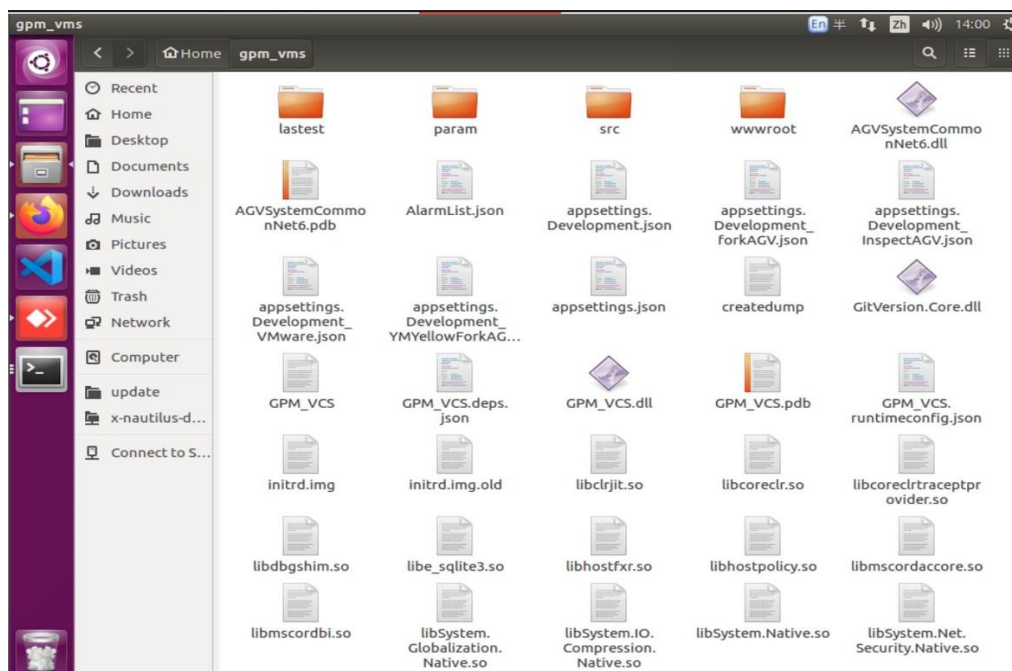 gpm_vms
En 半 Zh 14:00
Home gpm_vms
Recent
Home
Desktop
Documents
Downloads
Music
Pictures
Videos
Trash
Network
Computer
update
x-nautilus-d...
Connect to S...
lastest
param
src
wwwroot
AGVSystemCommo
nNet6.dll
AGVSystemCommo
nNet6.pdb
AlarmList.json
appsettings.
Development.json
appsettings.
Development_
forkAGV.json
appsettings.
Development_
InspectAGV.json
appsettings.
Development_
VMware.json
appsettings.
Development_
YMYellowForkAG...
appsettings.json
createdump
GitVersion.Core.dll
GPM_VCS
GPM_VCS.deps.
json
GPM_VCS.dll
GPM_VCS.pdb
GPM_VCS.
runtimeconfig.json
initrd.img
initrd.img.old
libclrjit.so
libcoreclr.so
libcoreclrtraceptpr
ovider.so
libdbgshim.so
libe_sqlite3.so
libhostfxr.so
libhostpolicy.so
libmscordaccore.so
libmscordbi.so
libSystem.
Globalization.
Native.so
libSystem.IO.
Compression.
Native.so
libSystem.Native.so
libSystem.Net.
Security.Native.so